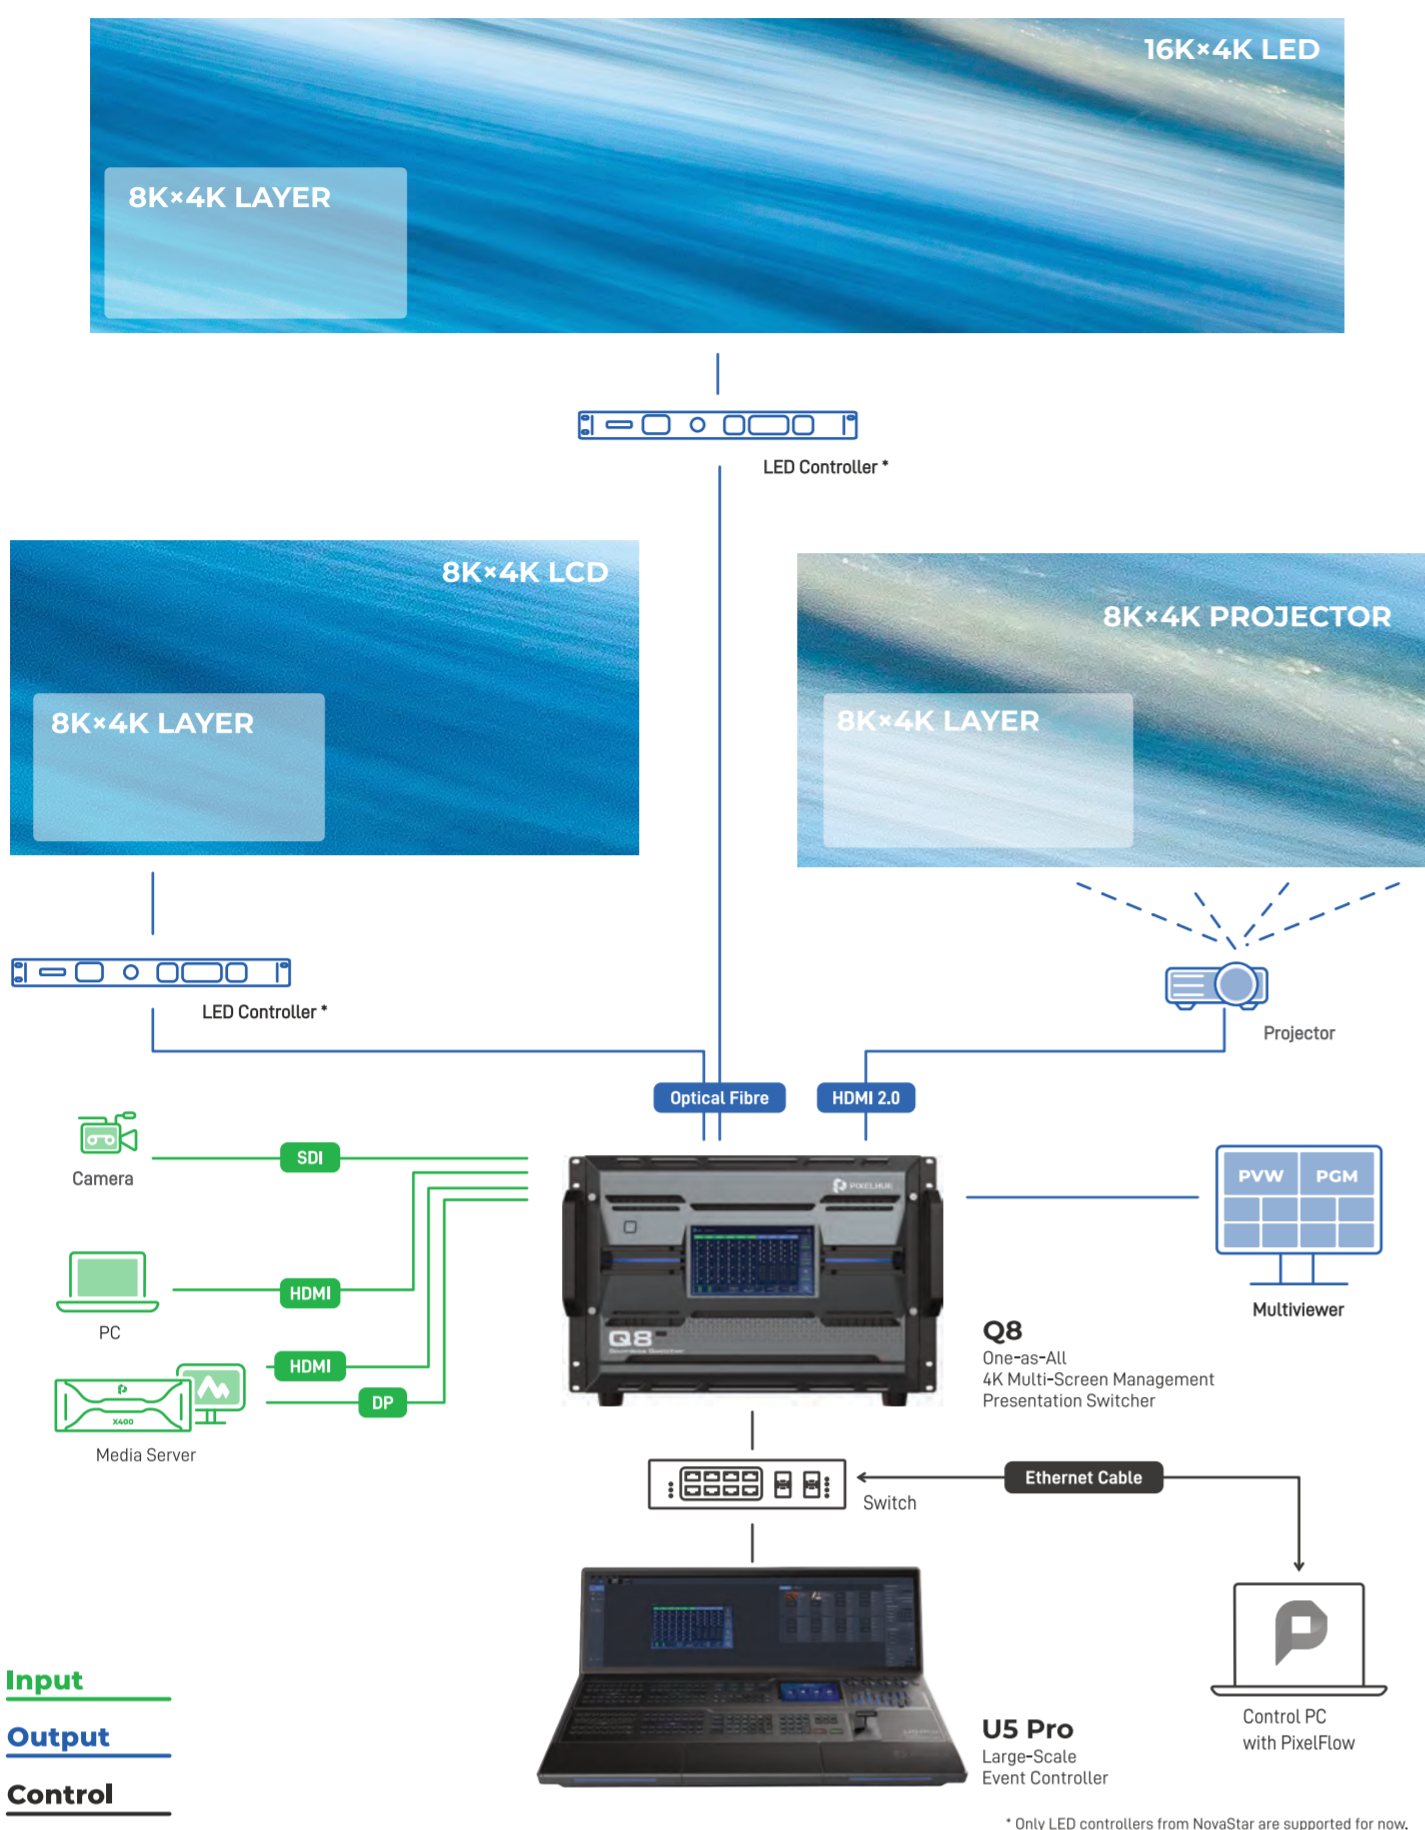 16K×4K LED
8K×4K LAYER
LED Controller *
8K×4K LCD
8K×4K LAYER
8K×4K PROJECTOR
8K×4K LAYER
LED Controller *
Projector
Optical Fibre
HDMI 2.0
Camera
SDI
PC
HDMI
HDMI
DP
X400
Media Server
PIXELHUE
Q8
PVW PGM
Multiviewer
Q8
One-as-All
4K Multi-Screen Management
Presentation Switcher
Switch
Ethernet Cable
Control PC
with PixelFlow
U5 Pro
Large-Scale
Event Controller
Input
Output
Control
* Only LED controllers from NovaStar are supported for now.